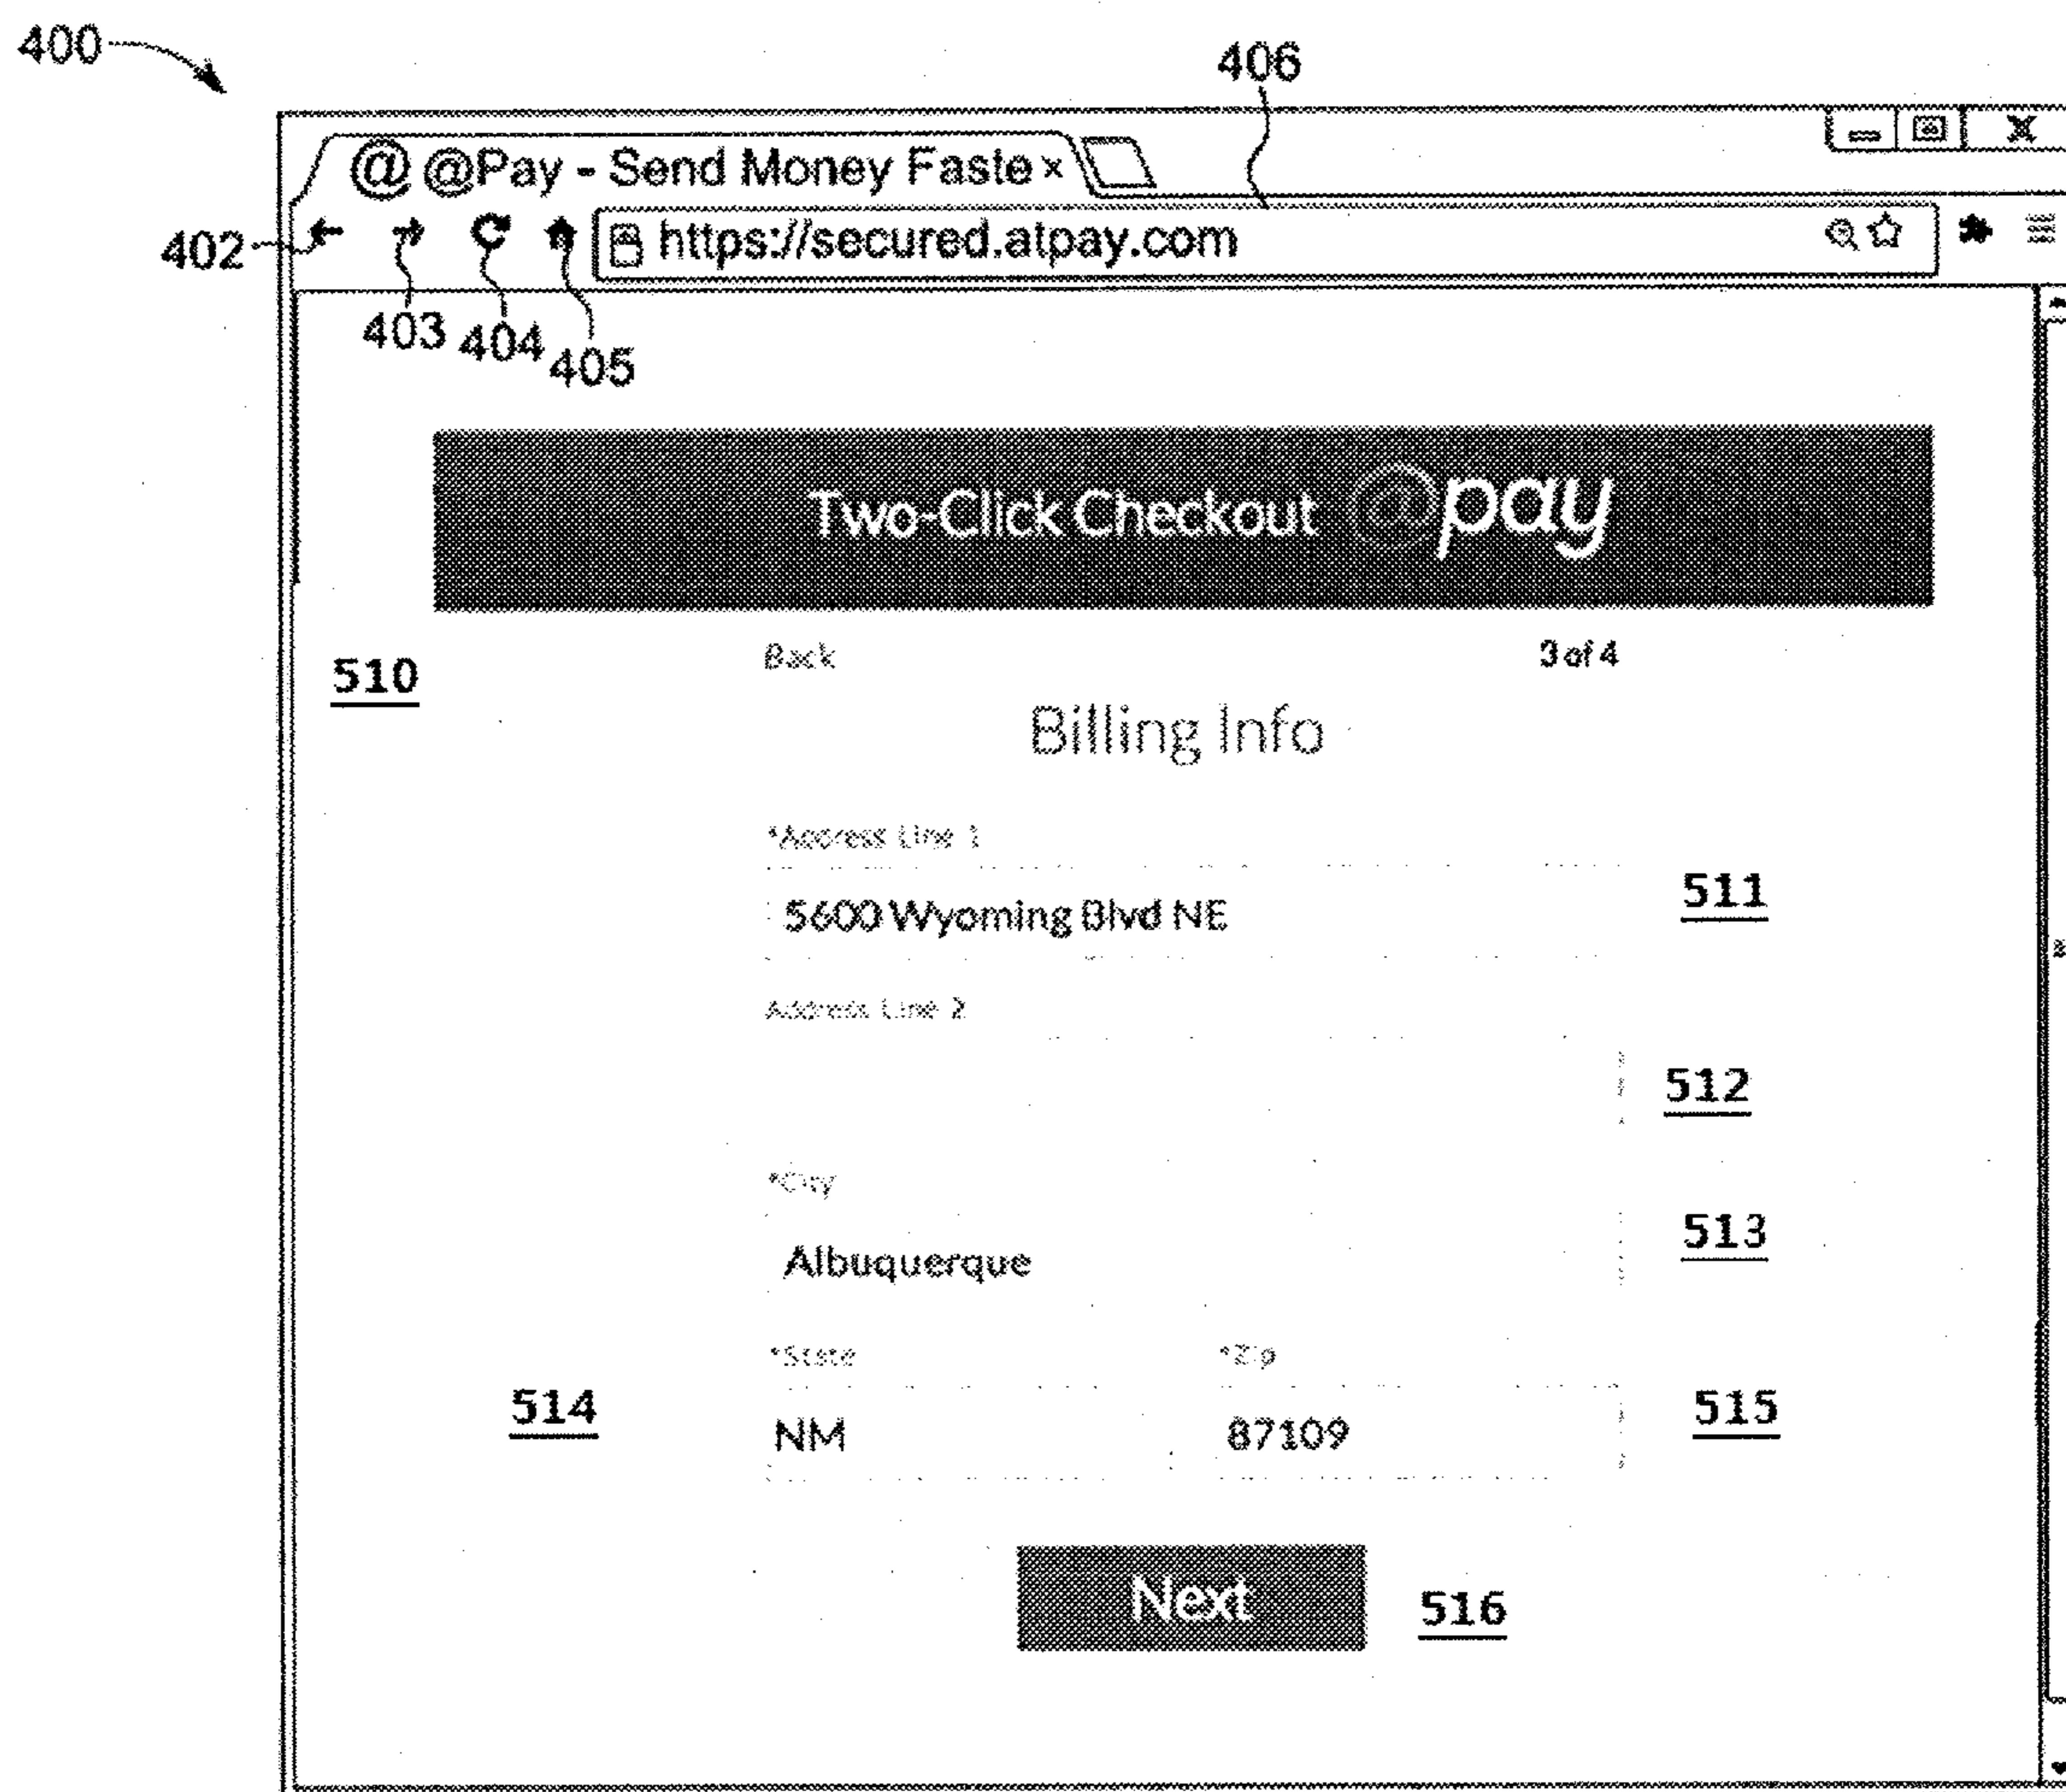 400
406
@ @Pay - Send Money Faste x
402
https://secured.atpay.com
403 404 405
Two-Click Checkout @pay
Back 3 of 4
510
Billing Info
*Address Line 1
5600 Wyoming Blvd NE 511
Address Line 2
512
*City
513
Albuquerque
*State *Zip
514 NM 87109 515
Next 516